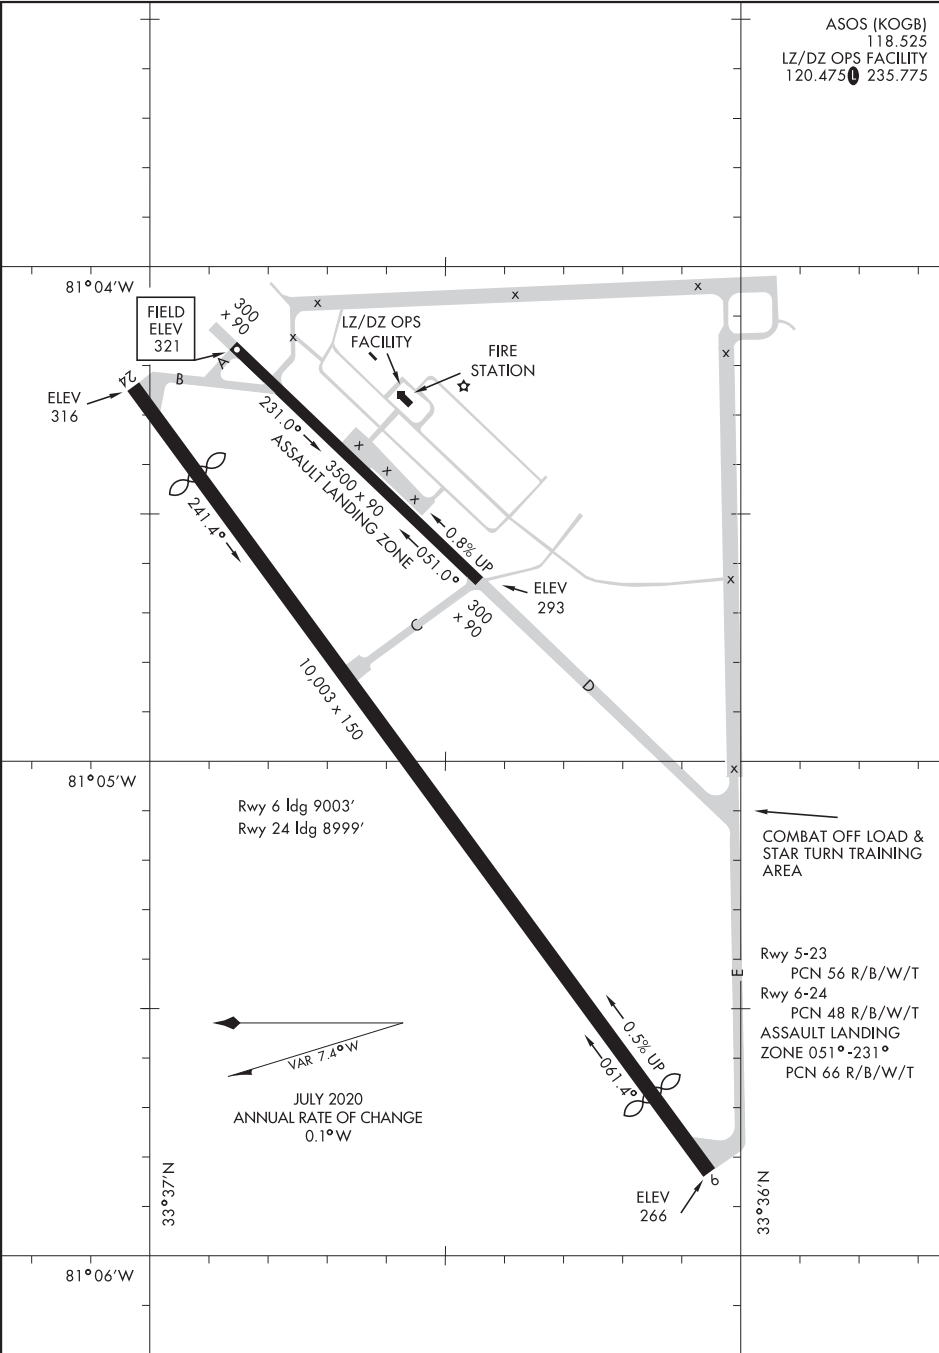 ASOS (KOGB)
118.525
LZ/DZ OPS FACILITY
120.475 L 235.775
81°04'W
FIELD
ELEV
321
300
x 90
LZ/DZ OPS
FACILITY
FIRE
STATION
x
x
x
x
x
A
B
24
ELEV
316
231.0°
ASSAULT LANDING ZONE
3500 x 90
x
x
x
0.8% UP
051.0°
241.4°
ELEV
293
x
300
x 90
C
D
10,003 x 150
x
81°05'W
Rwy 6 ldg 9003'
Rwy 24 ldg 8999'
COMBAT OFF LOAD &
STAR TURN TRAINING
AREA
E
Rwy 5-23
PCN 56 R/B/W/T
Rwy 6-24
PCN 48 R/B/W/T
ASSAULT LANDING
ZONE 051°-231°
PCN 66 R/B/W/T
0.5% UP
061.4°
VAR 7.4°W
JULY 2020
ANNUAL RATE OF CHANGE
0.1°W
33°37'N
6
ELEV
266
33°36'N
81°06'W